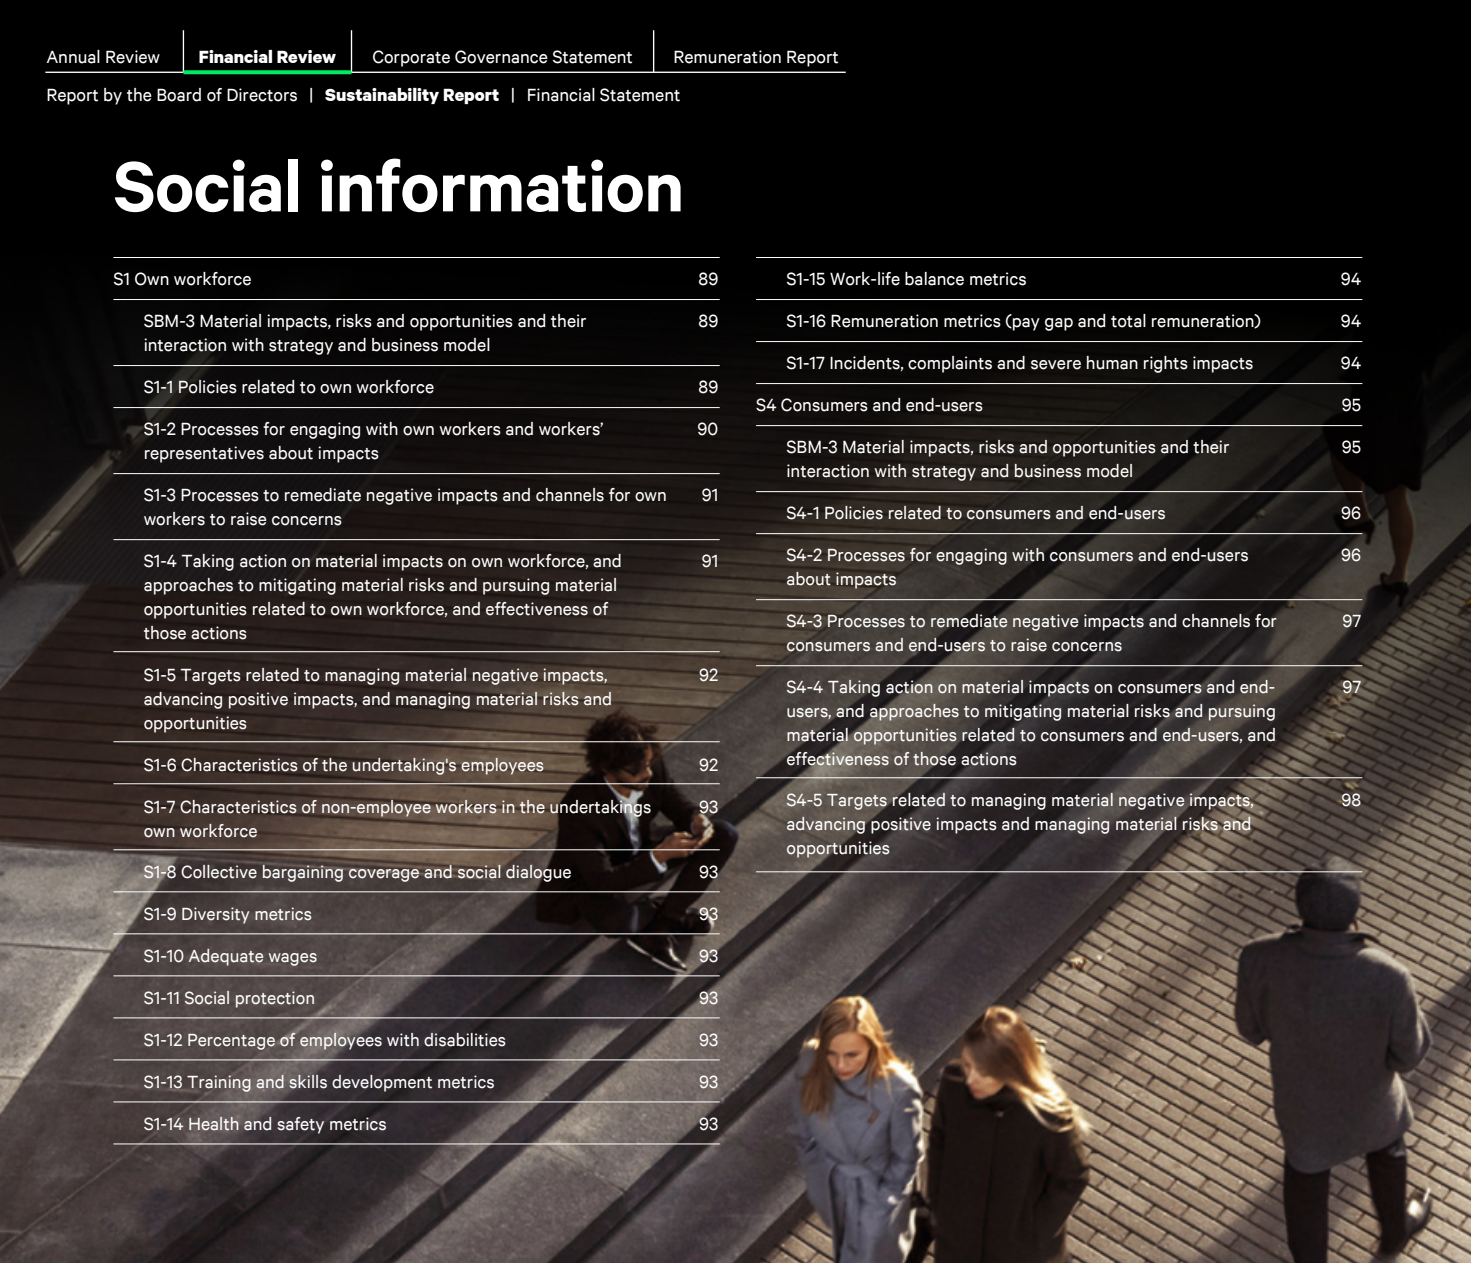 Annual Review
Financial Review
Corporate Governance Statement
Remuneration Report
Report by the Board of Directors | Sustainability Report | Financial Statement
Social information
S1 Own workforce 89
SBM-3 Material impacts, risks and opportunities and their 89
interaction with strategy and business model
S1-1 Policies related to own workforce 89
S1-2 Processes for engaging with own workers and workers’ 90
representatives about impacts
S1-3 Processes to remediate negative impacts and channels for own 91
workers to raise concerns
S1-4 Taking action on material impacts on own workforce, and 91
approaches to mitigating material risks and pursuing material
opportunities related to own workforce, and effectiveness of
those actions
S1-5 Targets related to managing material negative impacts, 92
advancing positive impacts, and managing material risks and
opportunities
S1-6 Characteristics of the undertaking's employees 92
S1-7 Characteristics of non-employee workers in the undertakings 93
own workforce
S1-8 Collective bargaining coverage and social dialogue 93
S1-9 Diversity metrics 93
S1-10 Adequate wages 93
S1-11 Social protection 93
S1-12 Percentage of employees with disabilities 93
S1-13 Training and skills development metrics 93
S1-14 Health and safety metrics 93
S1-15 Work-life balance metrics 94
S1-16 Remuneration metrics (pay gap and total remuneration) 94
S1-17 Incidents, complaints and severe human rights impacts 94
S4 Consumers and end-users 95
SBM-3 Material impacts, risks and opportunities and their 95
interaction with strategy and business model
S4-1 Policies related to consumers and end-users 96
S4-2 Processes for engaging with consumers and end-users 96
about impacts
S4-3 Processes to remediate negative impacts and channels for 97
consumers and end-users to raise concerns
S4-4 Taking action on material impacts on consumers and end- 97
users, and approaches to mitigating material risks and pursuing
material opportunities related to consumers and end-users, and
effectiveness of those actions
S4-5 Targets related to managing material negative impacts, 98
advancing positive impacts and managing material risks and
opportunities